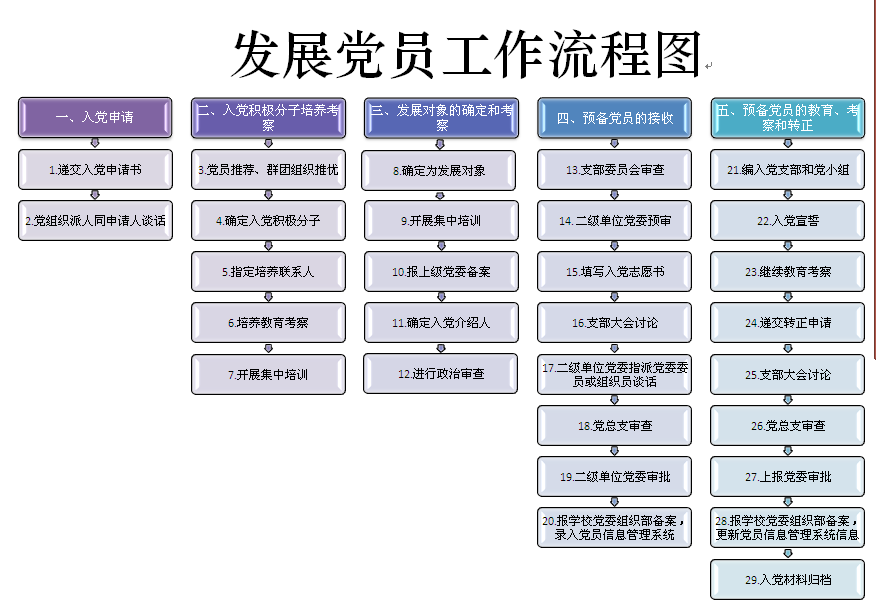 发展党员工作流程图
一、入党申请
1.递交入党申请书
2.党组织派人同申请人谈话
二、入党积极分子培养考
察
3.党员推荐、群团组织推优
4.确定入党积极分子
5.指定培养联系人
6.培养教育考察
7.开展集中培训
三、发展对象的确定和考
察
8.确定为发展对象
9.开展集中培训
10.报上级党委备案
11.确定入党介绍人
12.进行政治审查
四、预备党员的接收
13.支部委员会审查
14.二级单位党委预审
15.填写入党志愿书
16.支部大会讨论
17.二级单位党委指派党委委
员或组织员谈话
18.党总支审查
19.二级单位党委审批
20.报学校党委组织部备案，
录入党员信息管理系统
五、预备党员的教育、考
察和转正
21.编入党支部和党小组
22.入党宣誓
23.继续教育考察
24.递交转正申请
25.支部大会讨论
26.党总支审查
27.上报党委审批
28.报学校党委组织部备案，
更新党员信息管理系统信息
29.入党材料归档